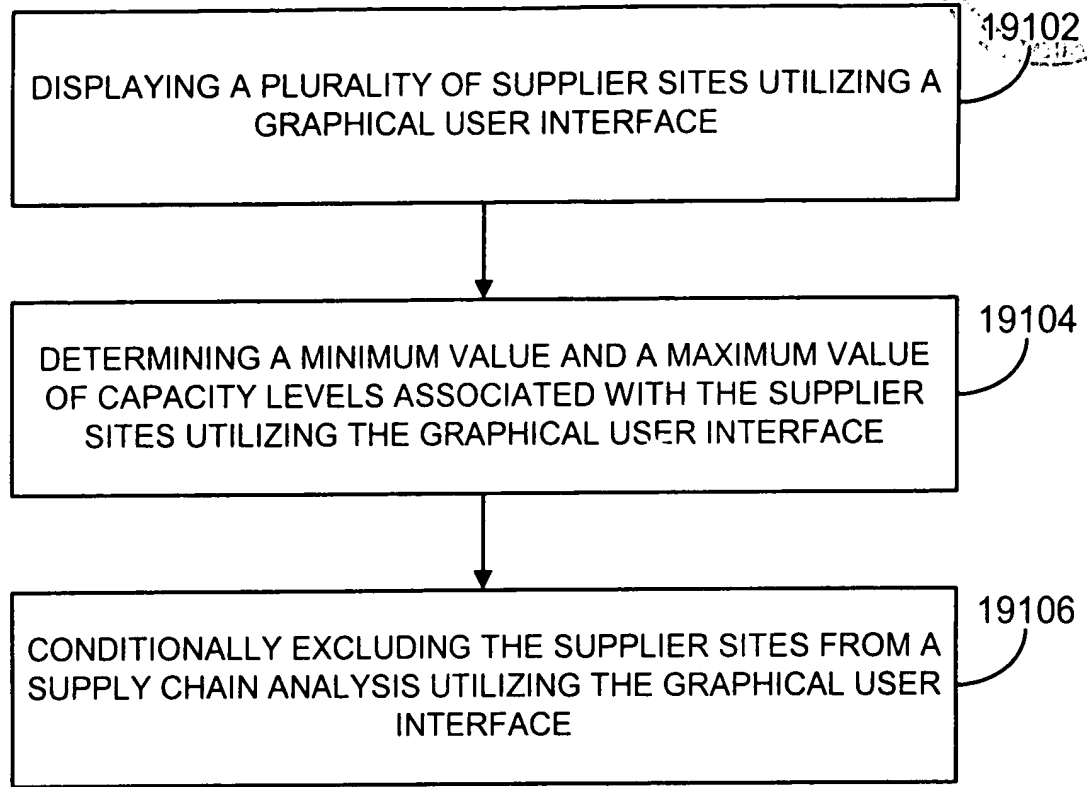 19102
DISPLAYING A PLURALITY OF SUPPLIER SITES UTILIZING A
GRAPHICAL USER INTERFACE
19104
DETERMINING A MINIMUM VALUE AND A MAXIMUM VALUE
OF CAPACITY LEVELS ASSOCIATED WITH THE SUPPLIER
SITES UTILIZING THE GRAPHICAL USER INTERFACE
19106
CONDITIONALLY EXCLUDING THE SUPPLIER SITES FROM A
SUPPLY CHAIN ANALYSIS UTILIZING THE GRAPHICAL USER
INTERFACE